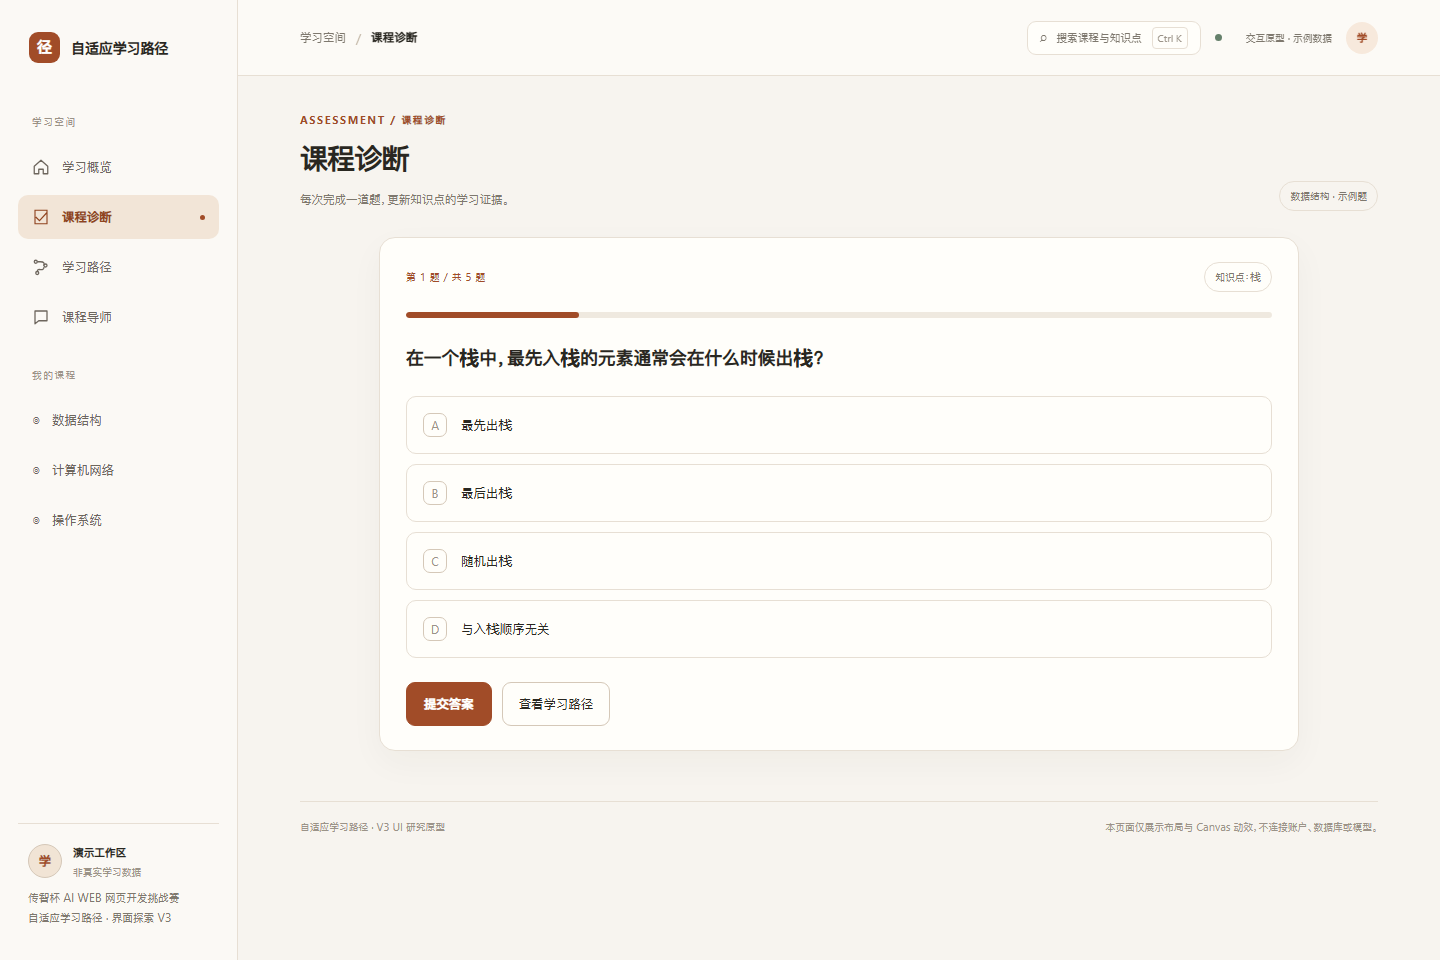 径 自适应学习路径
学习空间
学习概览
课程诊断
学习路径
课程导师
我的课程
数据结构
计算机网络
操作系统
学 演示工作区
非真实学习数据
传智杯 AI WEB 网页开发挑战赛
自适应学习路径 · 界面探索 V3
学习空间 / 课程诊断
搜索课程与知识点 Ctrl K
交互原型 · 示例数据
学
ASSESSMENT / 课程诊断
课程诊断
每次完成一道题，更新知识点的学习证据。
数据结构 · 示例题
第 1 题 / 共 5 题
知识点：栈
在一个栈中，最先入栈的元素通常会在什么时候出栈？
A 最先出栈
B 最后出栈
C 随机出栈
D 与入栈顺序无关
提交答案
查看学习路径
自适应学习路径 · V3 UI 研究原型
本页面仅展示布局与 Canvas 动效，不连接账户、数据库或模型。